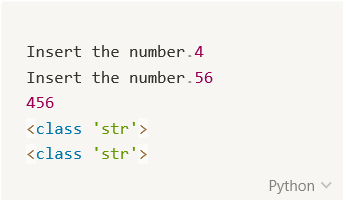 Insert the number.4
Insert the number.56
456
<class 'str'>
<class 'str'>
Python